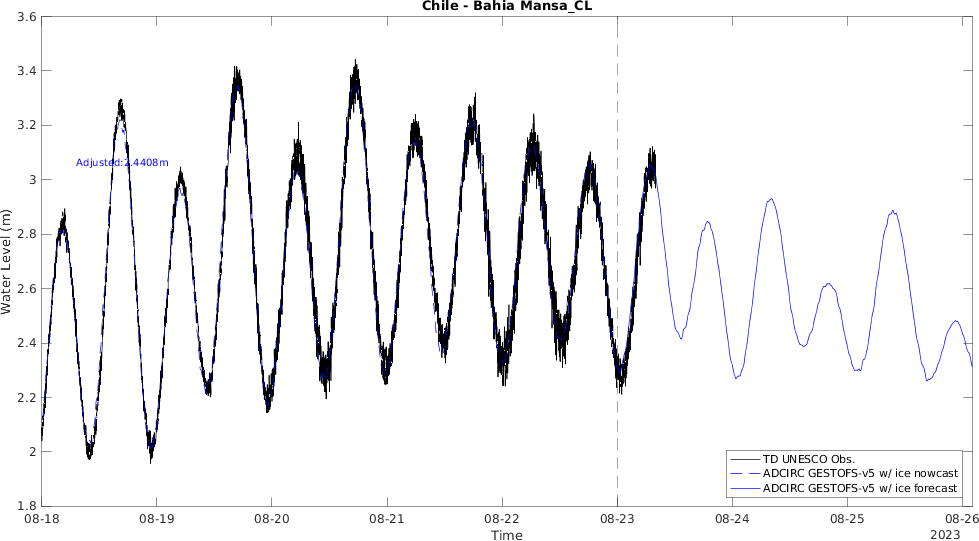 Chile - Bahia Mansa_CL
3.6
3.4
3.2
3
2.8
2.6
2.4
2.2
2
1.8
Water Level (m)
Adjusted:2.4408m
TD UNESCO Obs.
ADCIRC GESTOFS-v5 w/ ice nowcast
ADCIRC GESTOFS-v5 w/ ice forecast
08-18 08-19 08-20 08-21 08-22 08-23 08-24 08-25 08-26
Time
2023